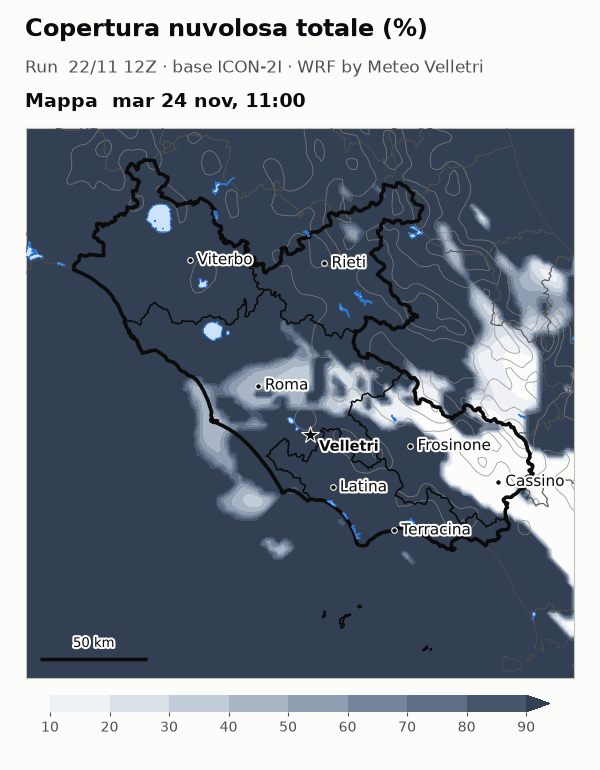 Copertura nuvolosa totale (%)
Run  22/11 12Z · base ICON-2I · WRF by Meteo Velletri
Mappa  mar 24 nov, 11:00
Viterbo
Rieti
Roma
Velletri
Frosinone
Cassino
Latina
Terracina
50 km
10 20 30 40 50 60 70 80 90